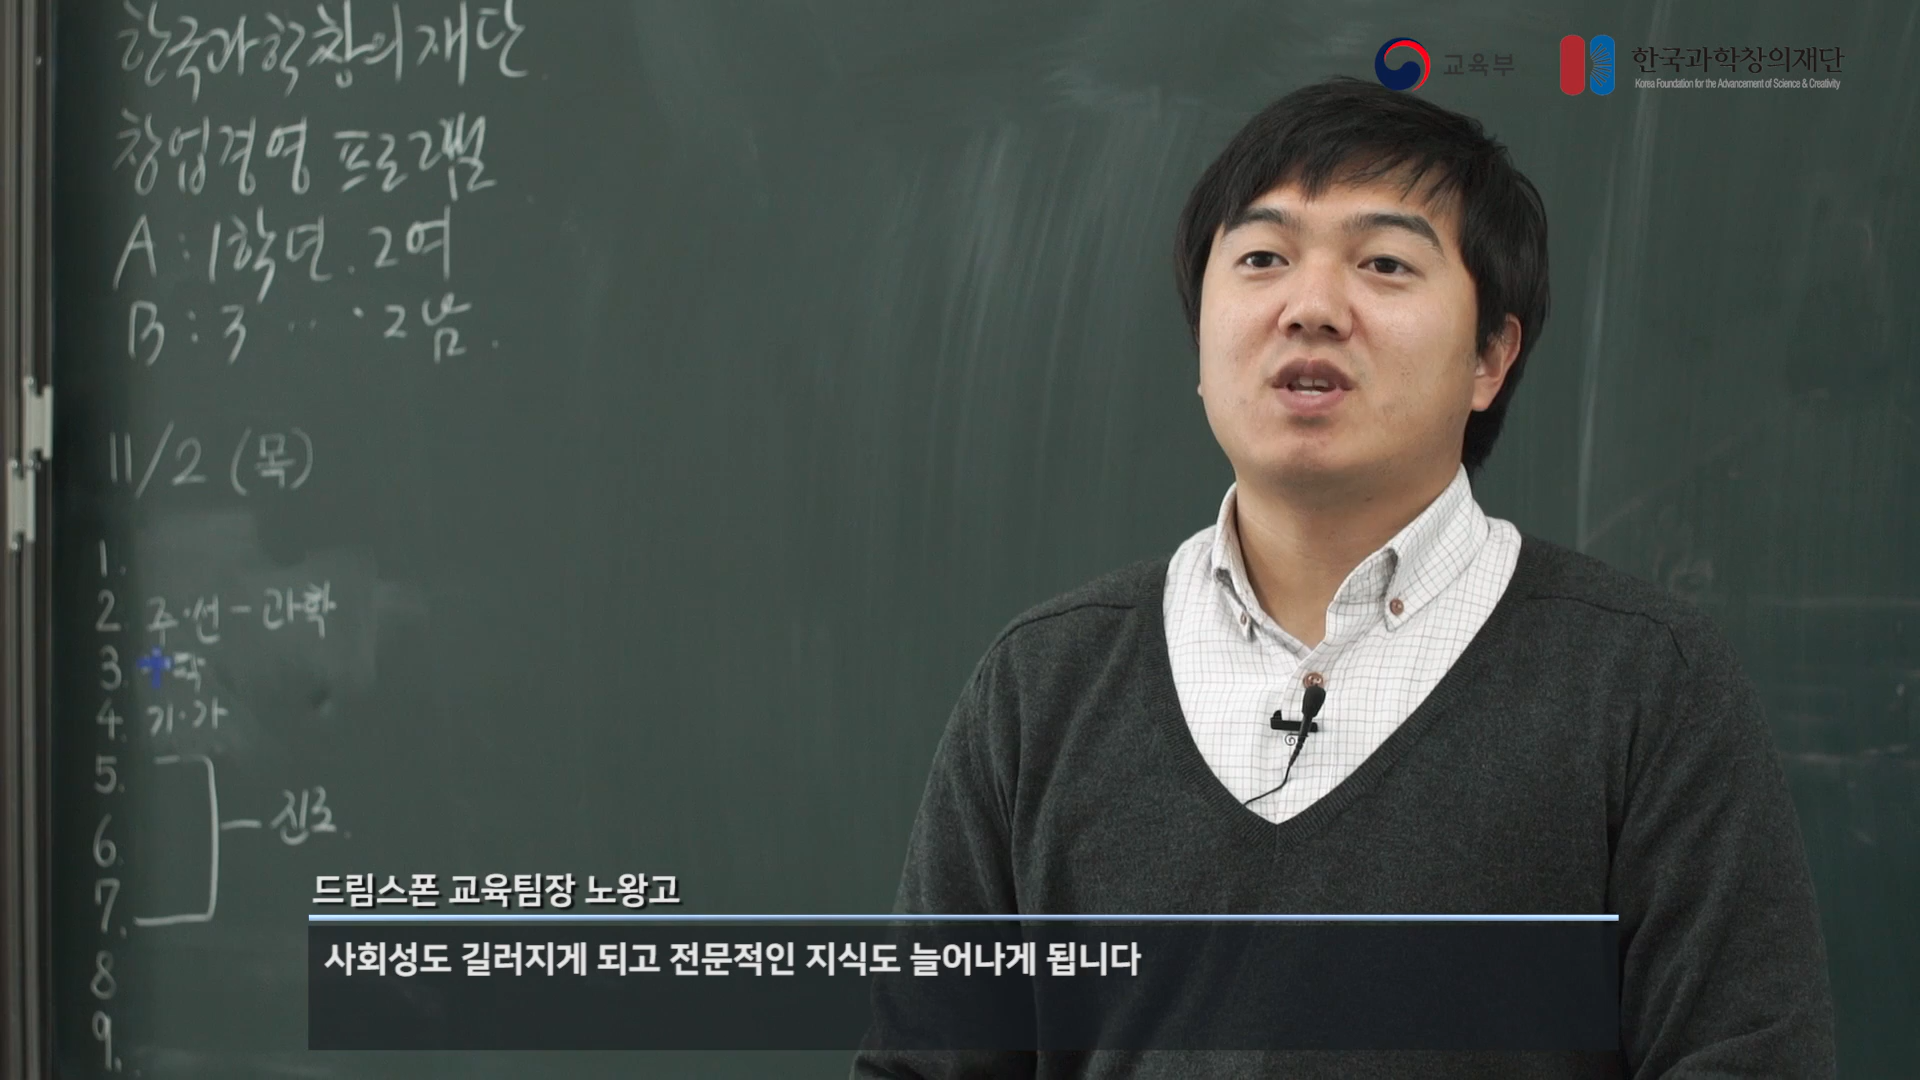 한국과학창의재단
창업경영 프로그램
A : 1학년. 2여
B : 3 ‥ · 2남.
11/2 (목)
1.
2. 주·선 - 과학
3.
4. 기·가
5.
6. - 진로.
7.
8.
9.
교육부
한국과학창의재단
Korea Foundation for the Advancement of Science & Creativity
드림스폰 교육팀장 노왕고
사회성도 길러지게 되고 전문적인 지식도 늘어나게 됩니다